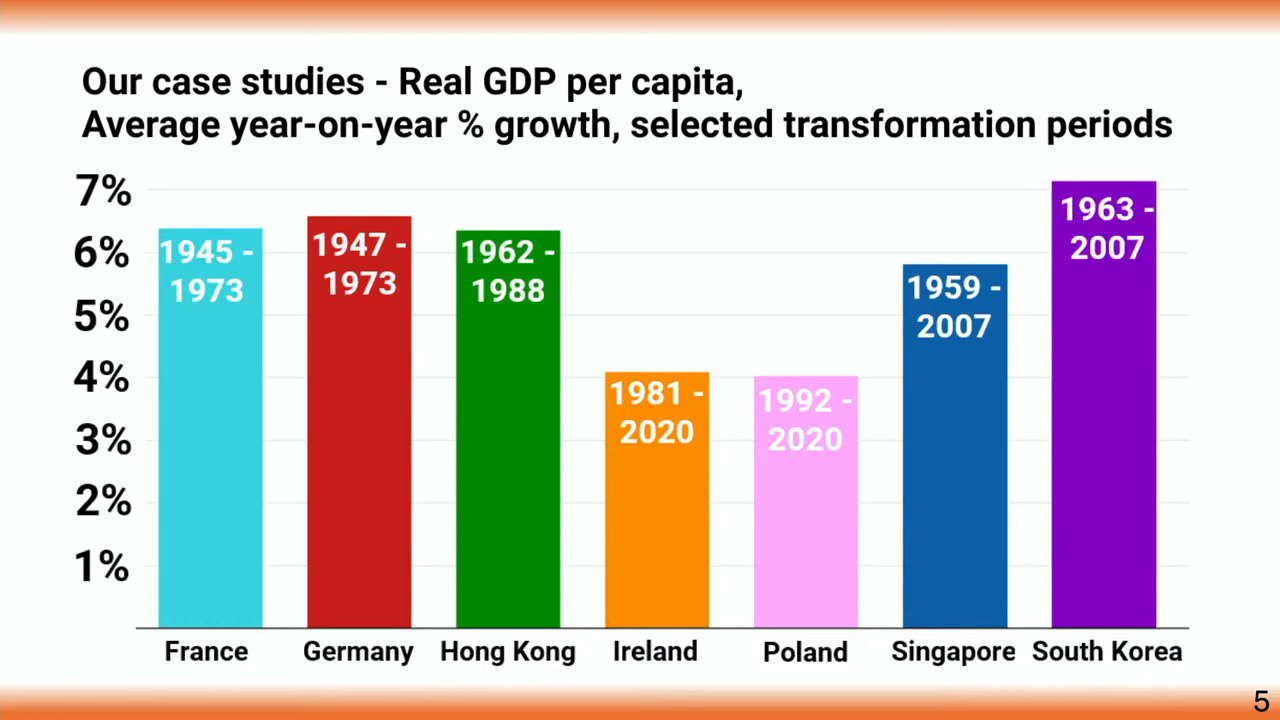 Our case studies - Real GDP per capita,
Average year-on-year % growth, selected transformation periods
7%
6%
5%
4%
3%
2%
1%
1945 -
1973
1947 -
1973
1962 -
1988
1981 -
2020
1992 -
2020
1959 -
2007
1963 -
2007
France
Germany
Hong Kong
Ireland
Poland
Singapore
South Korea
5